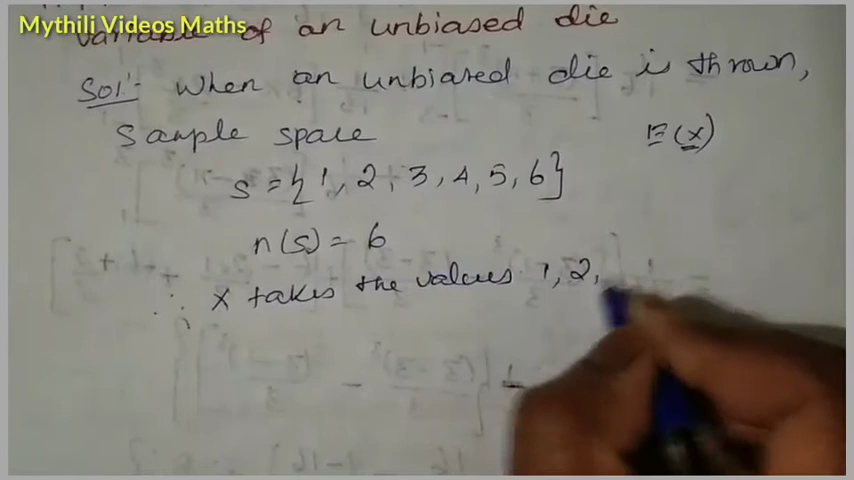 Mythili Videos Maths
variable of an unbiased die
Sol:- When an unbiased die is thrown,
Sample space
E(x)
S = { 1, 2, 3, 4, 5, 6 }
n(s) = 6
∴ x takes the values 1, 2,